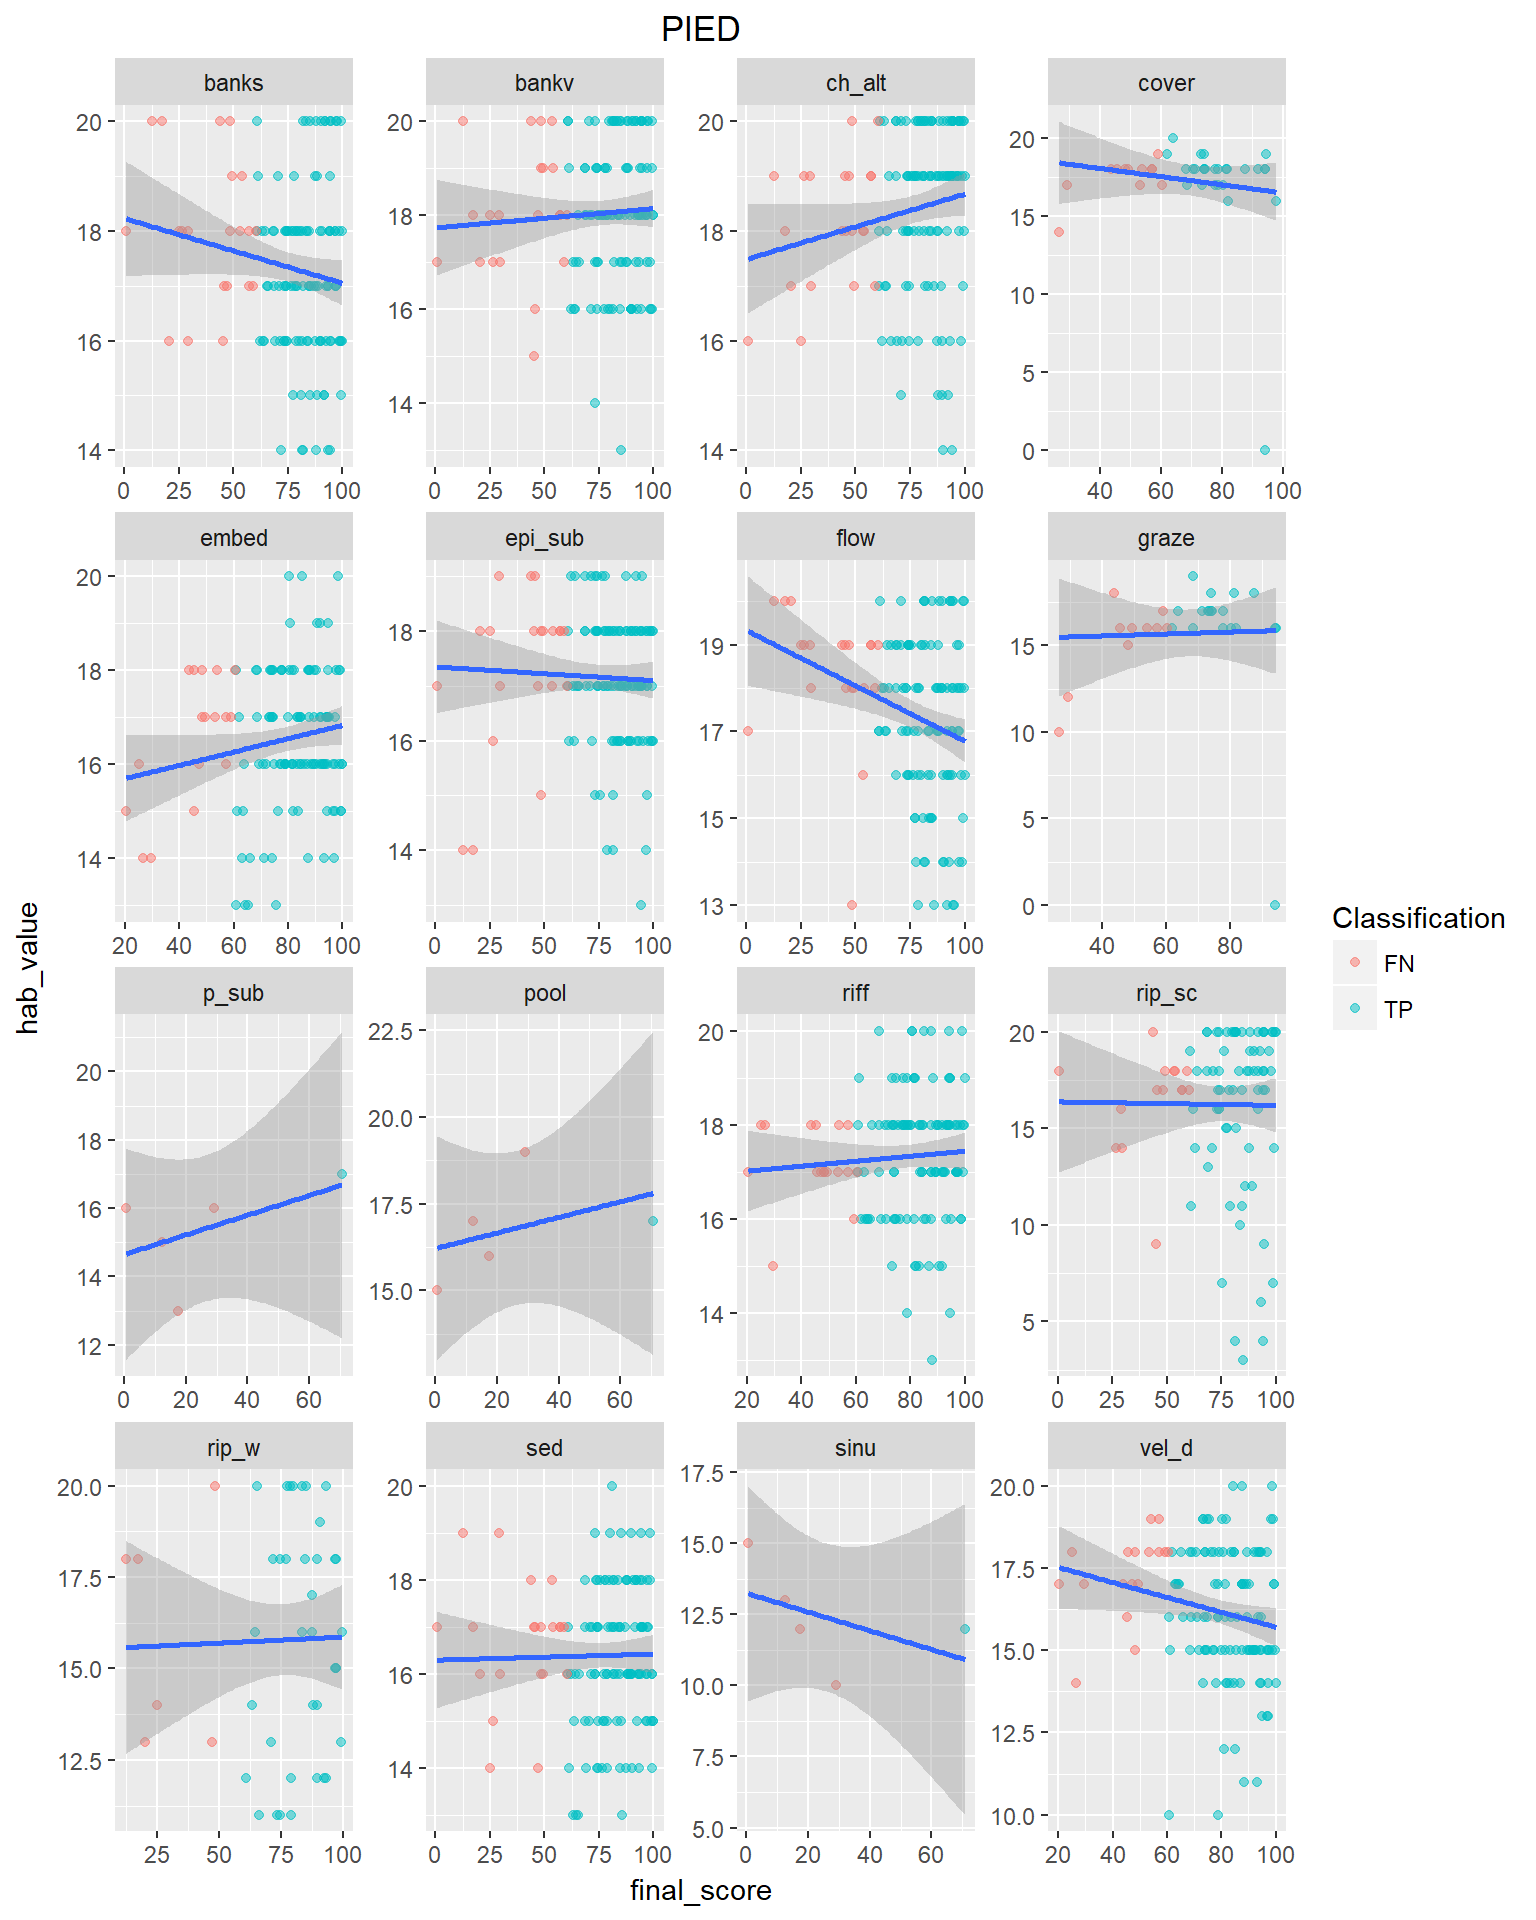 PIED
banks bankv ch_alt cover
20 20 20 20
18 18 18 15
16 16 16 10
14 14 14 5
0
0 25 50 75 100 0 25 50 75 100 0 25 50 75 100 40 60 80 100
embed epi_sub flow graze
20 18 19 15
18 16 17 10
16 14 15 5
14 13 0
20 40 60 80 100 0 25 50 75 100 0 25 50 75 100 40 60 80
hab_value
Classification
FN
TP
p_sub pool riff rip_sc
20 22.5 20 20
18 20.0 18 15
16 17.5 16 10
14 15.0 14 5
12
0 20 40 60 0 20 40 60 20 40 60 80 100 0 25 50 75 100
rip_w sed sinu vel_d
20.0 20 17.5 20.0
17.5 18 15.0 17.5
15.0 16 12.5 15.0
12.5 14 10.0 12.5
7.5 10.0
5.0
25 50 75 100 0 25 50 75 100 0 20 40 60 20 40 60 80 100
final_score